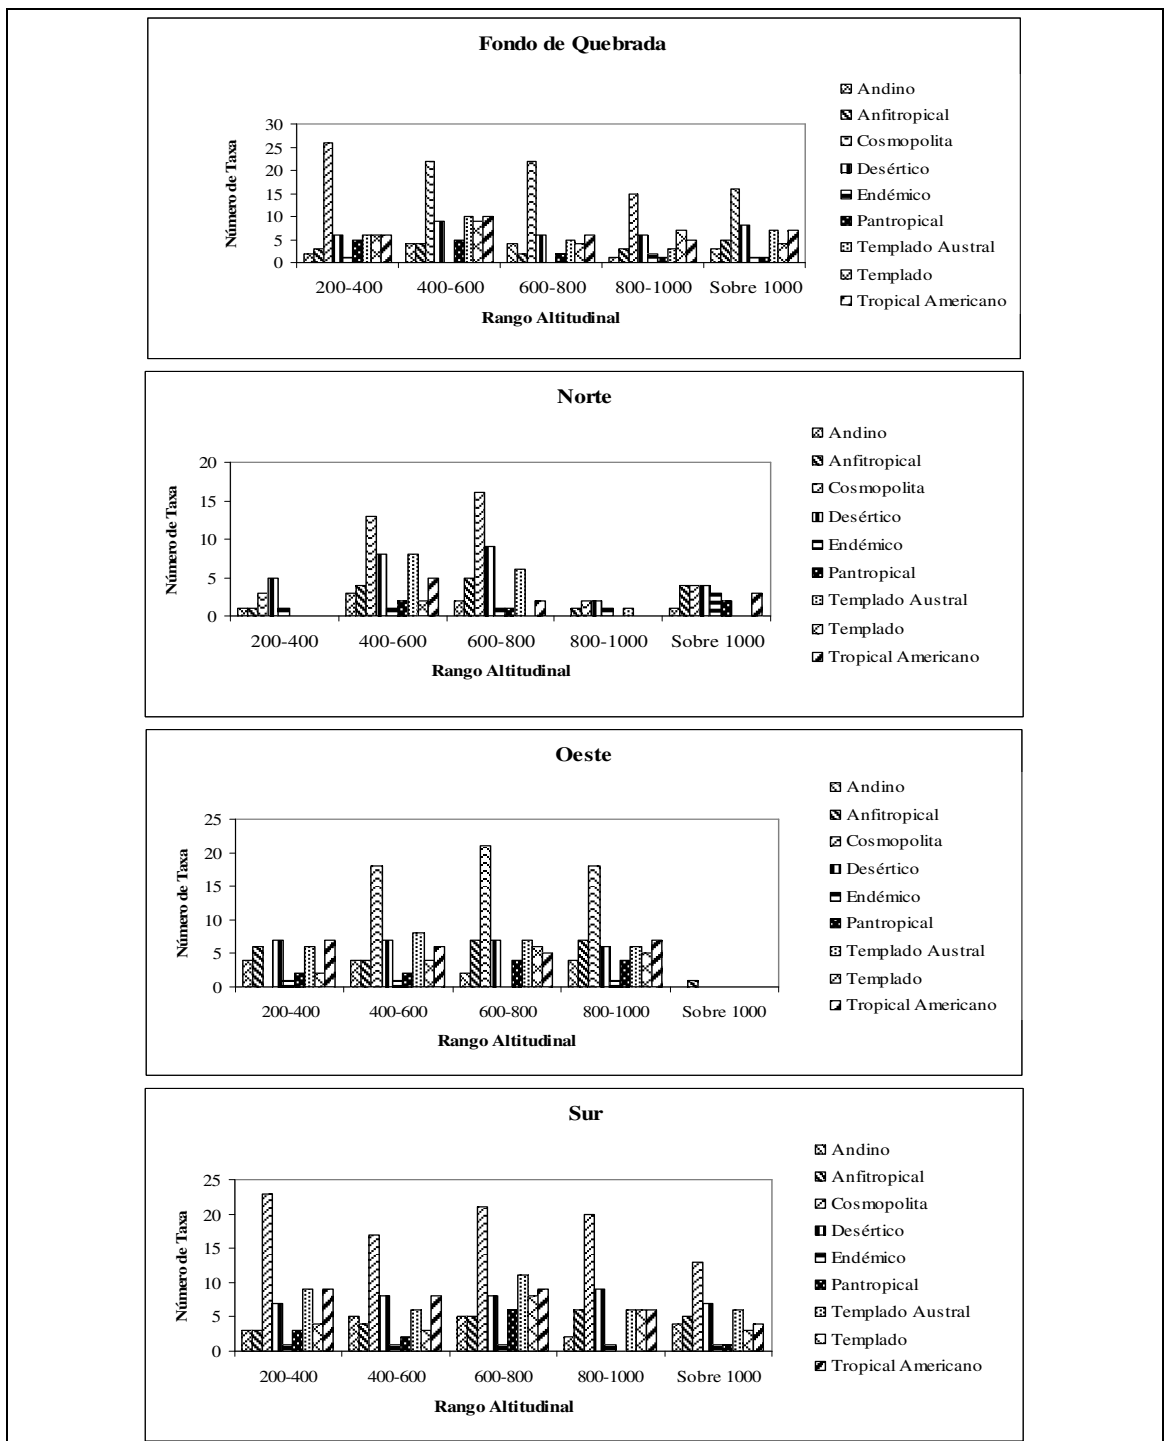 Fondo de Quebrada
Andino
Anfitropical
Cosmopolita
Desértico
Endémico
Pantropical
Templado Austral
Templado
Tropical Americano
Número de Taxa
30
25
20
15
10
5
0
200-400 400-600 600-800 800-1000 Sobre 1000
Rango Altitudinal
Norte
Andino
Anfitropical
Cosmopolita
Desértico
Endémico
Pantropical
Templado Austral
Templado
Tropical Americano
Número de Taxa
20
15
10
5
0
200-400 400-600 600-800 800-1000 Sobre 1000
Rango Altitudinal
Oeste
Andino
Anfitropical
Cosmopolita
Desértico
Endémico
Pantropical
Templado Austral
Templado
Tropical Americano
Número de Taxa
25
20
15
10
5
0
200-400 400-600 600-800 800-1000 Sobre 1000
Rango Altitudinal
Sur
Andino
Anfitropical
Cosmopolita
Desértico
Endémico
Pantropical
Templado Austral
Templado
Tropical Americano
Número de Taxa
25
20
15
10
5
0
200-400 400-600 600-800 800-1000 Sobre 1000
Rango Altitudinal